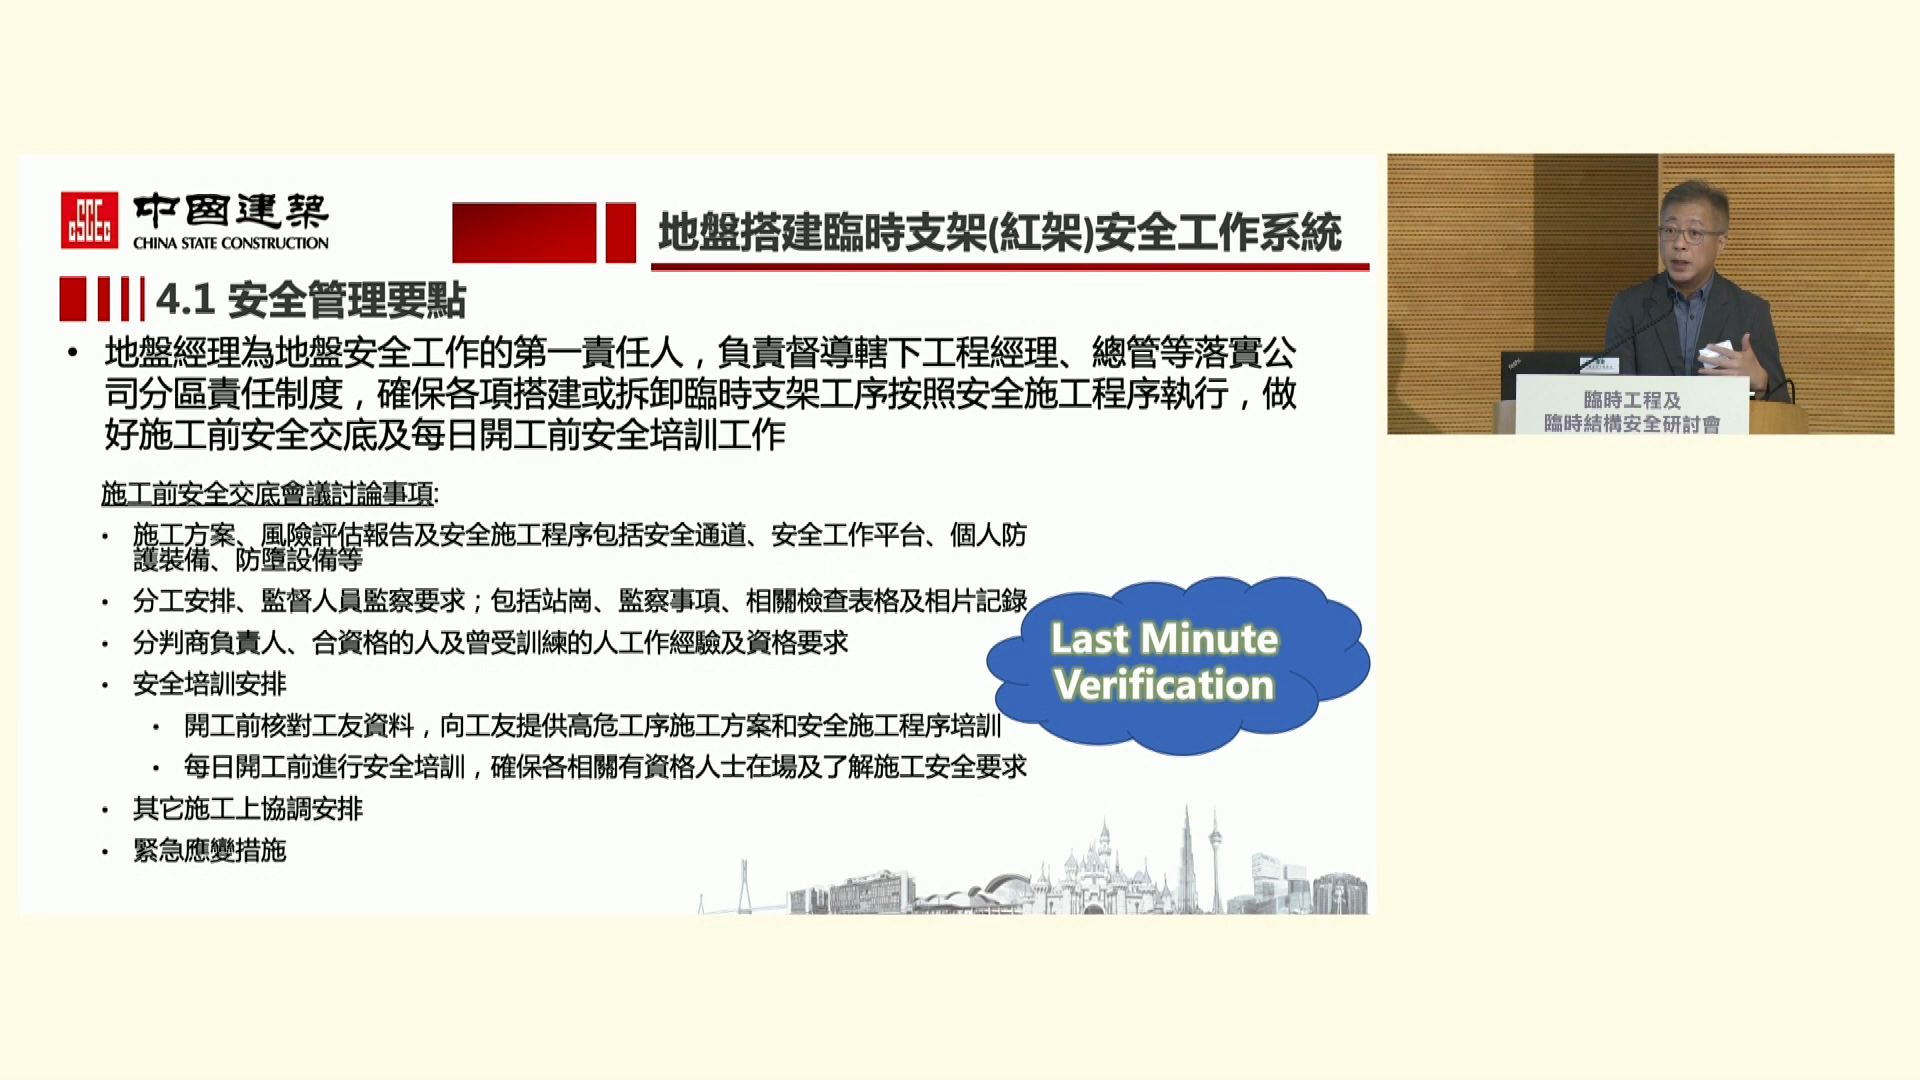 中國建築
CHINA STATE CONSTRUCTION
地盤搭建臨時支架(紅架)安全工作系統
4.1 安全管理要點
• 地盤經理為地盤安全工作的第一責任人，負責督導轄下工程經理、總管等落實公
司分區責任制度，確保各項搭建或拆卸臨時支架工序按照安全施工程序執行，做
好施工前安全交底及每日開工前安全培訓工作
施工前安全交底會議討論事項:
• 施工方案、風險評估報告及安全施工程序包括安全通道、安全工作平台、個人防
護裝備、防墮設備等
• 分工安排、監督人員監察要求；包括站崗、監察事項、相關檢查表格及相片記錄
• 分判商負責人、合資格的人及曾受訓練的人工作經驗及資格要求
• 安全培訓安排
• 開工前核對工友資料，向工友提供高危工序施工方案和安全施工程序培訓
• 每日開工前進行安全培訓，確保各相關有資格人士在場及了解施工安全要求
• 其它施工上協調安排
• 緊急應變措施
Last Minute
Verification
臨時工程及
臨時結構安全研討會